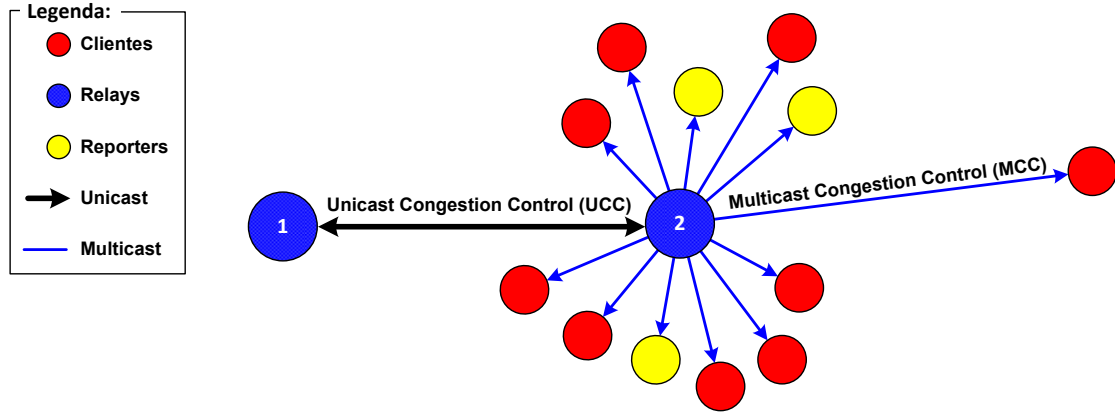 Legenda:
Clientes
Relays
Reporters
Unicast
Multicast
1
Unicast Congestion Control (UCC)
2
Multicast Congestion Control (MCC)